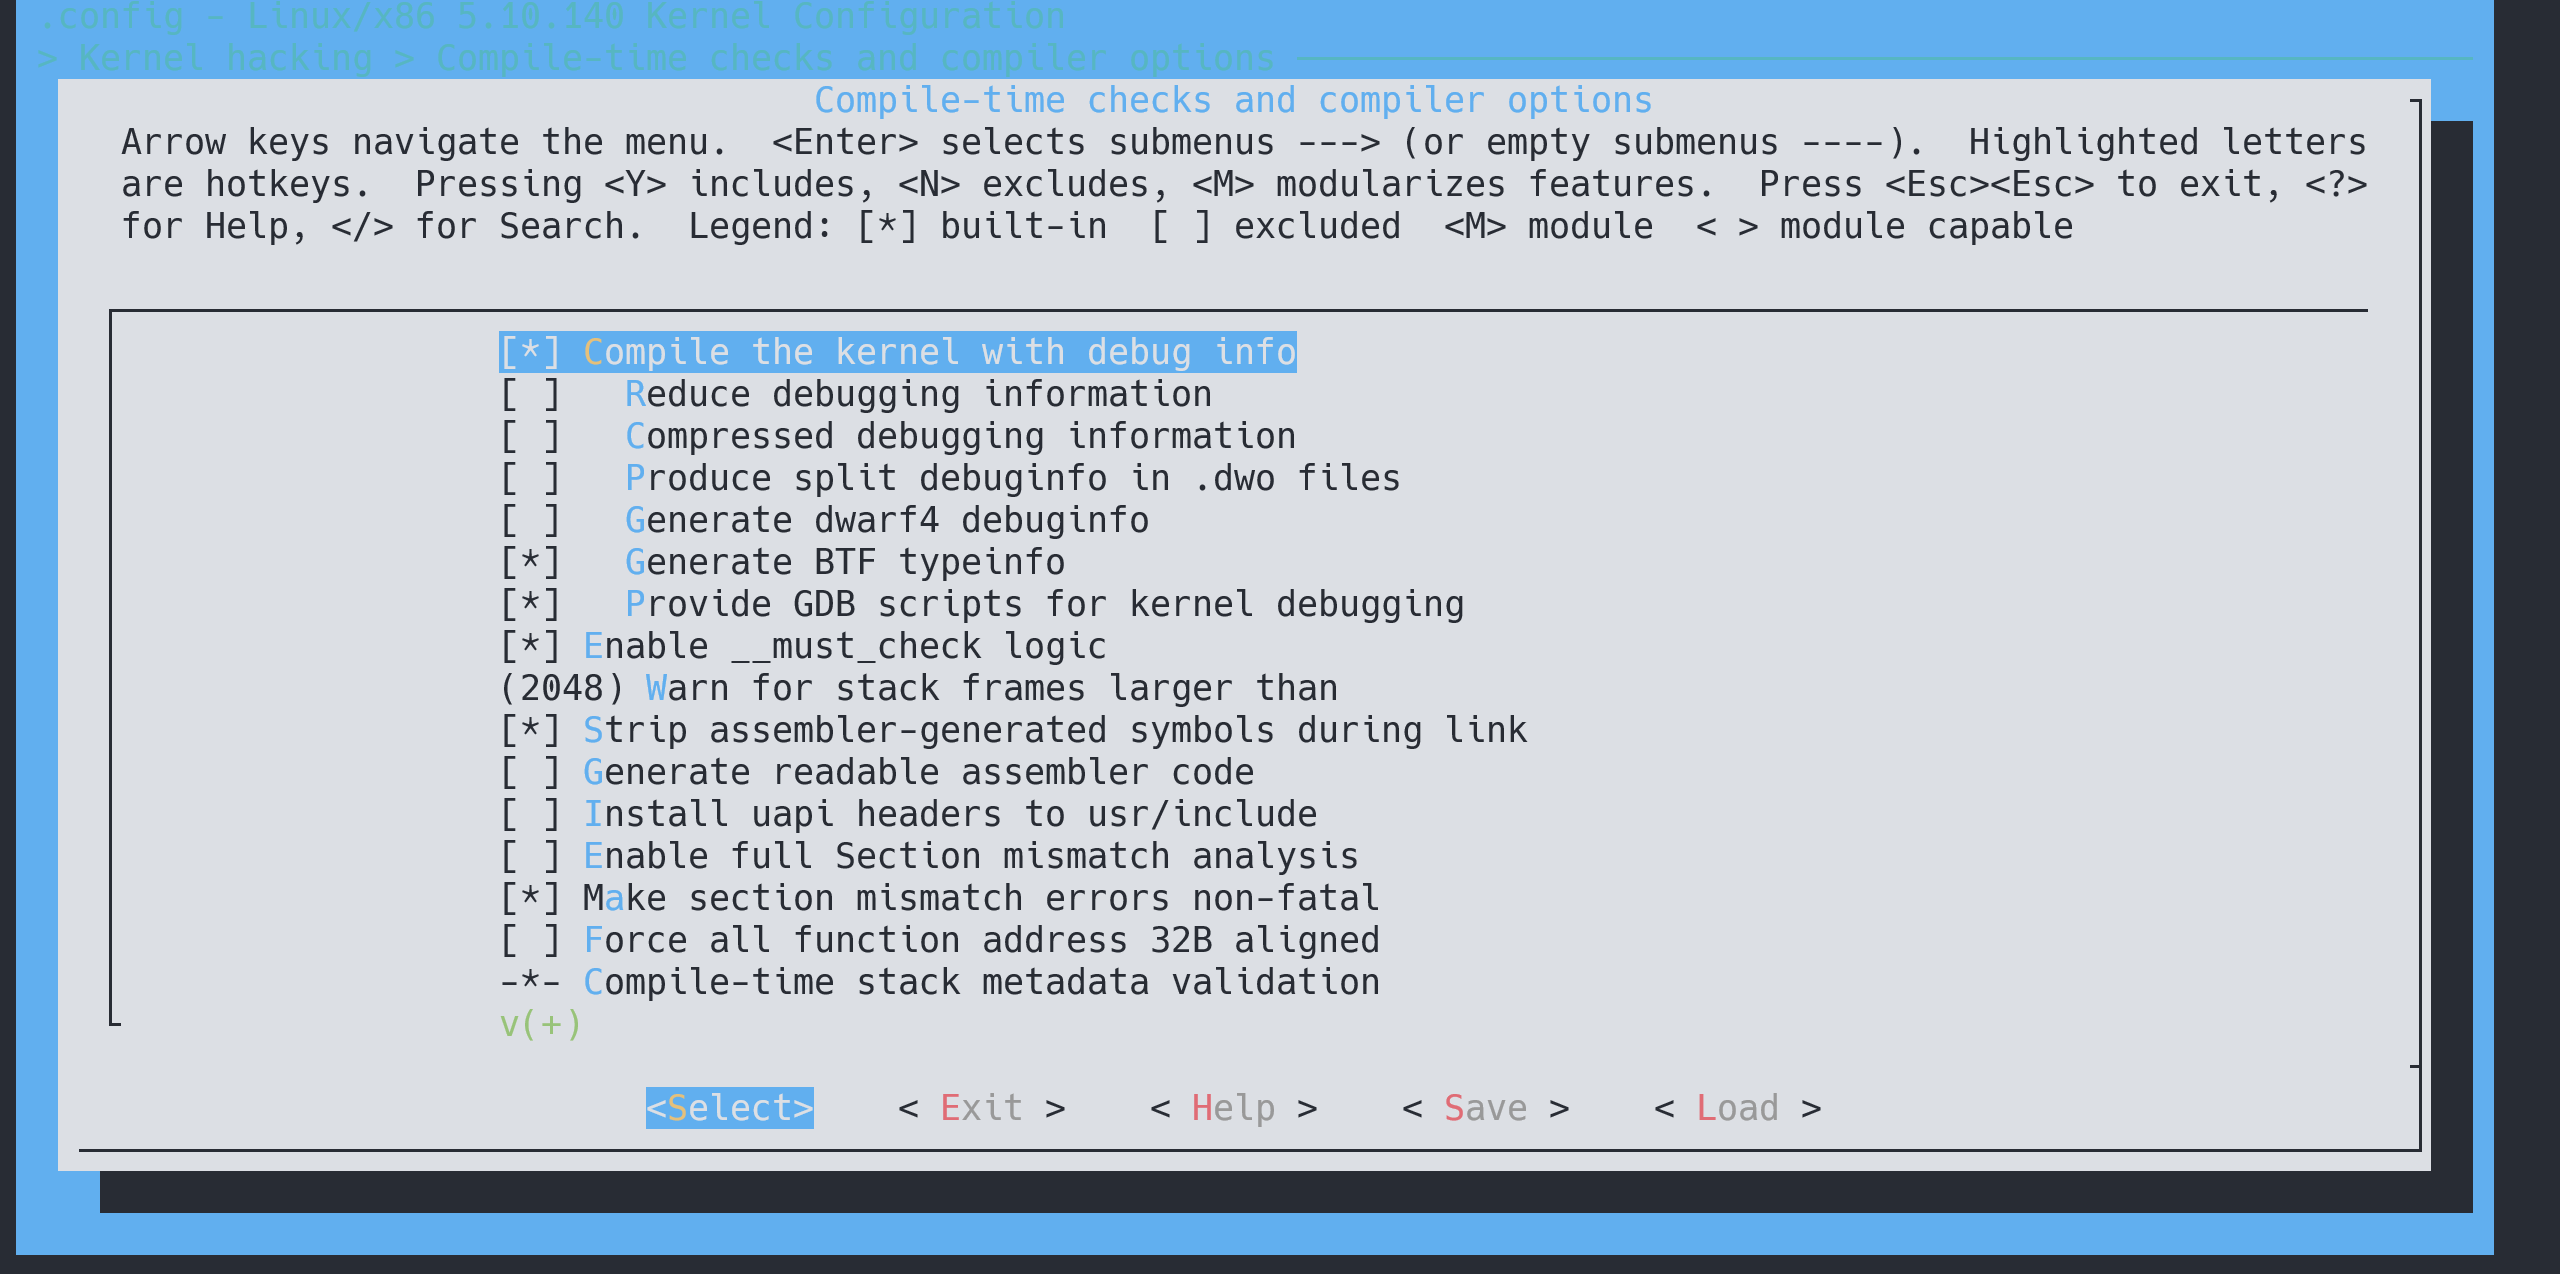 .config - Linux/x86 5.10.140 Kernel Configuration
> Kernel hacking > Compile-time checks and compiler options
Compile-time checks and compiler options
Arrow keys navigate the menu.  <Enter> selects submenus ---> (or empty submenus ----).  Highlighted letters
are hotkeys.  Pressing <Y> includes, <N> excludes, <M> modularizes features.  Press <Esc><Esc> to exit, <?>
for Help, </> for Search.  Legend: [*] built-in  [ ] excluded  <M> module  < > module capable
[*] Compile the kernel with debug info
[ ]   Reduce debugging information
[ ]   Compressed debugging information
[ ]   Produce split debuginfo in .dwo files
[ ]   Generate dwarf4 debuginfo
[*]   Generate BTF typeinfo
[*]   Provide GDB scripts for kernel debugging
[*] Enable __must_check logic
(2048) Warn for stack frames larger than
[*] Strip assembler-generated symbols during link
[ ] Generate readable assembler code
[ ] Install uapi headers to usr/include
[ ] Enable full Section mismatch analysis
[*] Make section mismatch errors non-fatal
[ ] Force all function address 32B aligned
-*- Compile-time stack metadata validation
v(+)
<Select>    < Exit >    < Help >    < Save >    < Load >